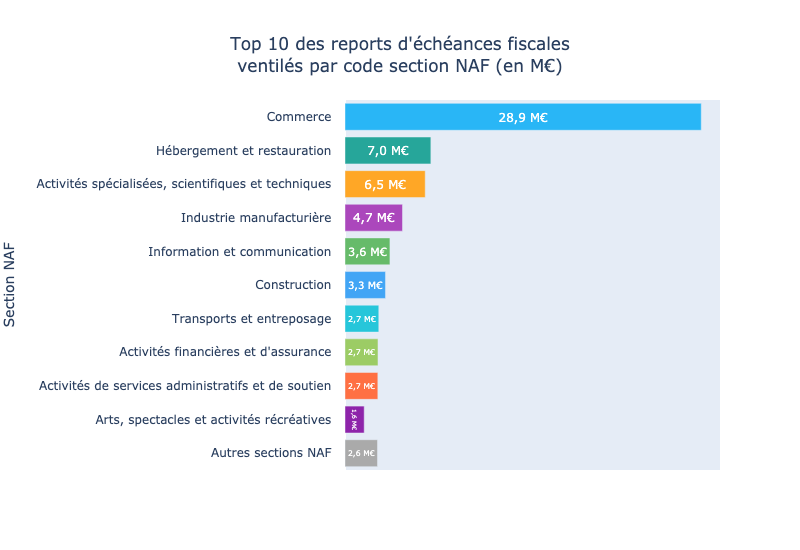 Top 10 des reports d'échéances fiscales
ventilés par code section NAF (en M€)
Section NAF
Commerce 28,9 M€
Hébergement et restauration 7,0 M€
Activités spécialisées, scientifiques et techniques 6,5 M€
Industrie manufacturière 4,7 M€
Information et communication 3,6 M€
Construction 3,3 M€
Transports et entreposage 2,7 M€
Activités financières et d'assurance 2,7 M€
Activités de services administratifs et de soutien 2,7 M€
Arts, spectacles et activités récréatives 1,6 M€
Autres sections NAF 2,6 M€